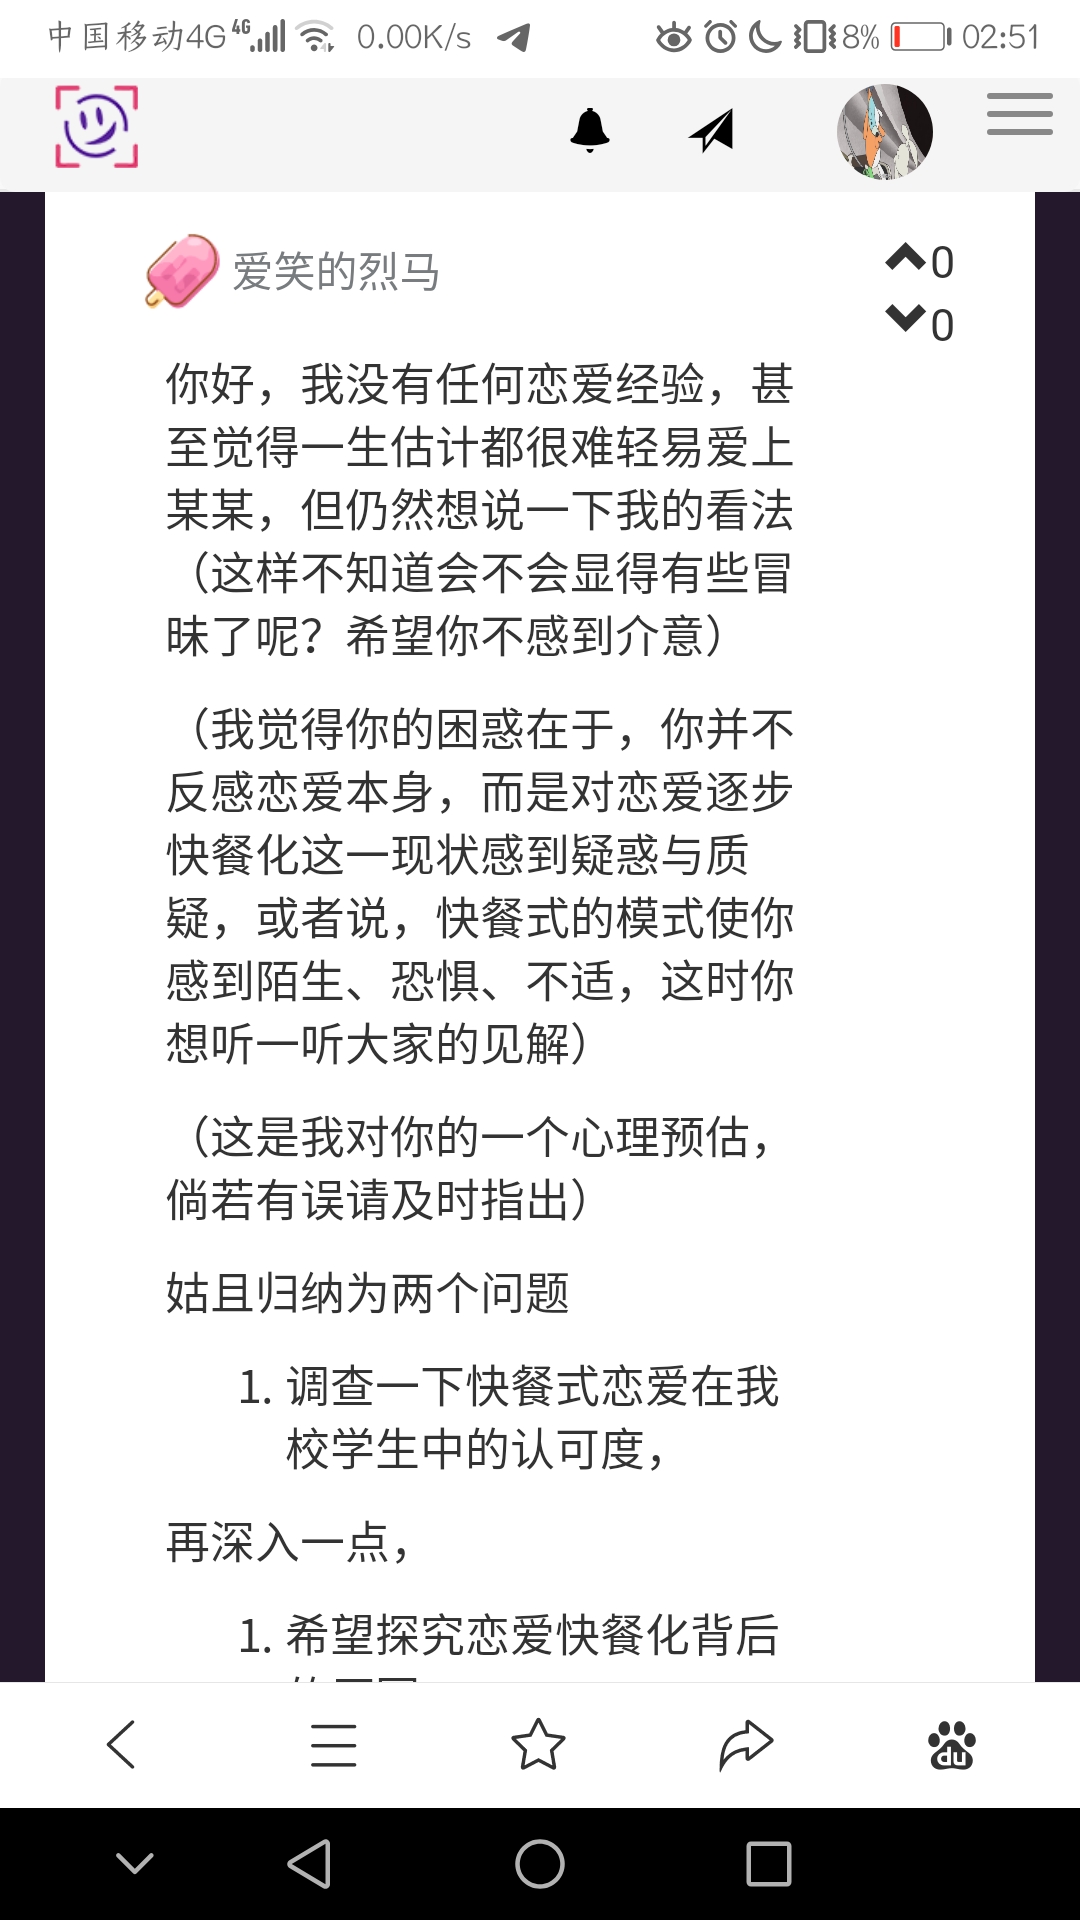 中国移动4G 4G 0.00K/s 8% 02:51
爱笑的烈马
0
0
你好，我没有任何恋爱经验，甚
至觉得一生估计都很难轻易爱上
某某，但仍然想说一下我的看法
（这样不知道会不会显得有些冒
昧了呢？希望你不感到介意）
（我觉得你的困惑在于，你并不
反感恋爱本身，而是对恋爱逐步
快餐化这一现状感到疑惑与质
疑，或者说，快餐式的模式使你
感到陌生、恐惧、不适，这时你
想听一听大家的见解）
（这是我对你的一个心理预估，
倘若有误请及时指出）
姑且归纳为两个问题
1. 调查一下快餐式恋爱在我
校学生中的认可度，
再深入一点，
1. 希望探究恋爱快餐化背后
du